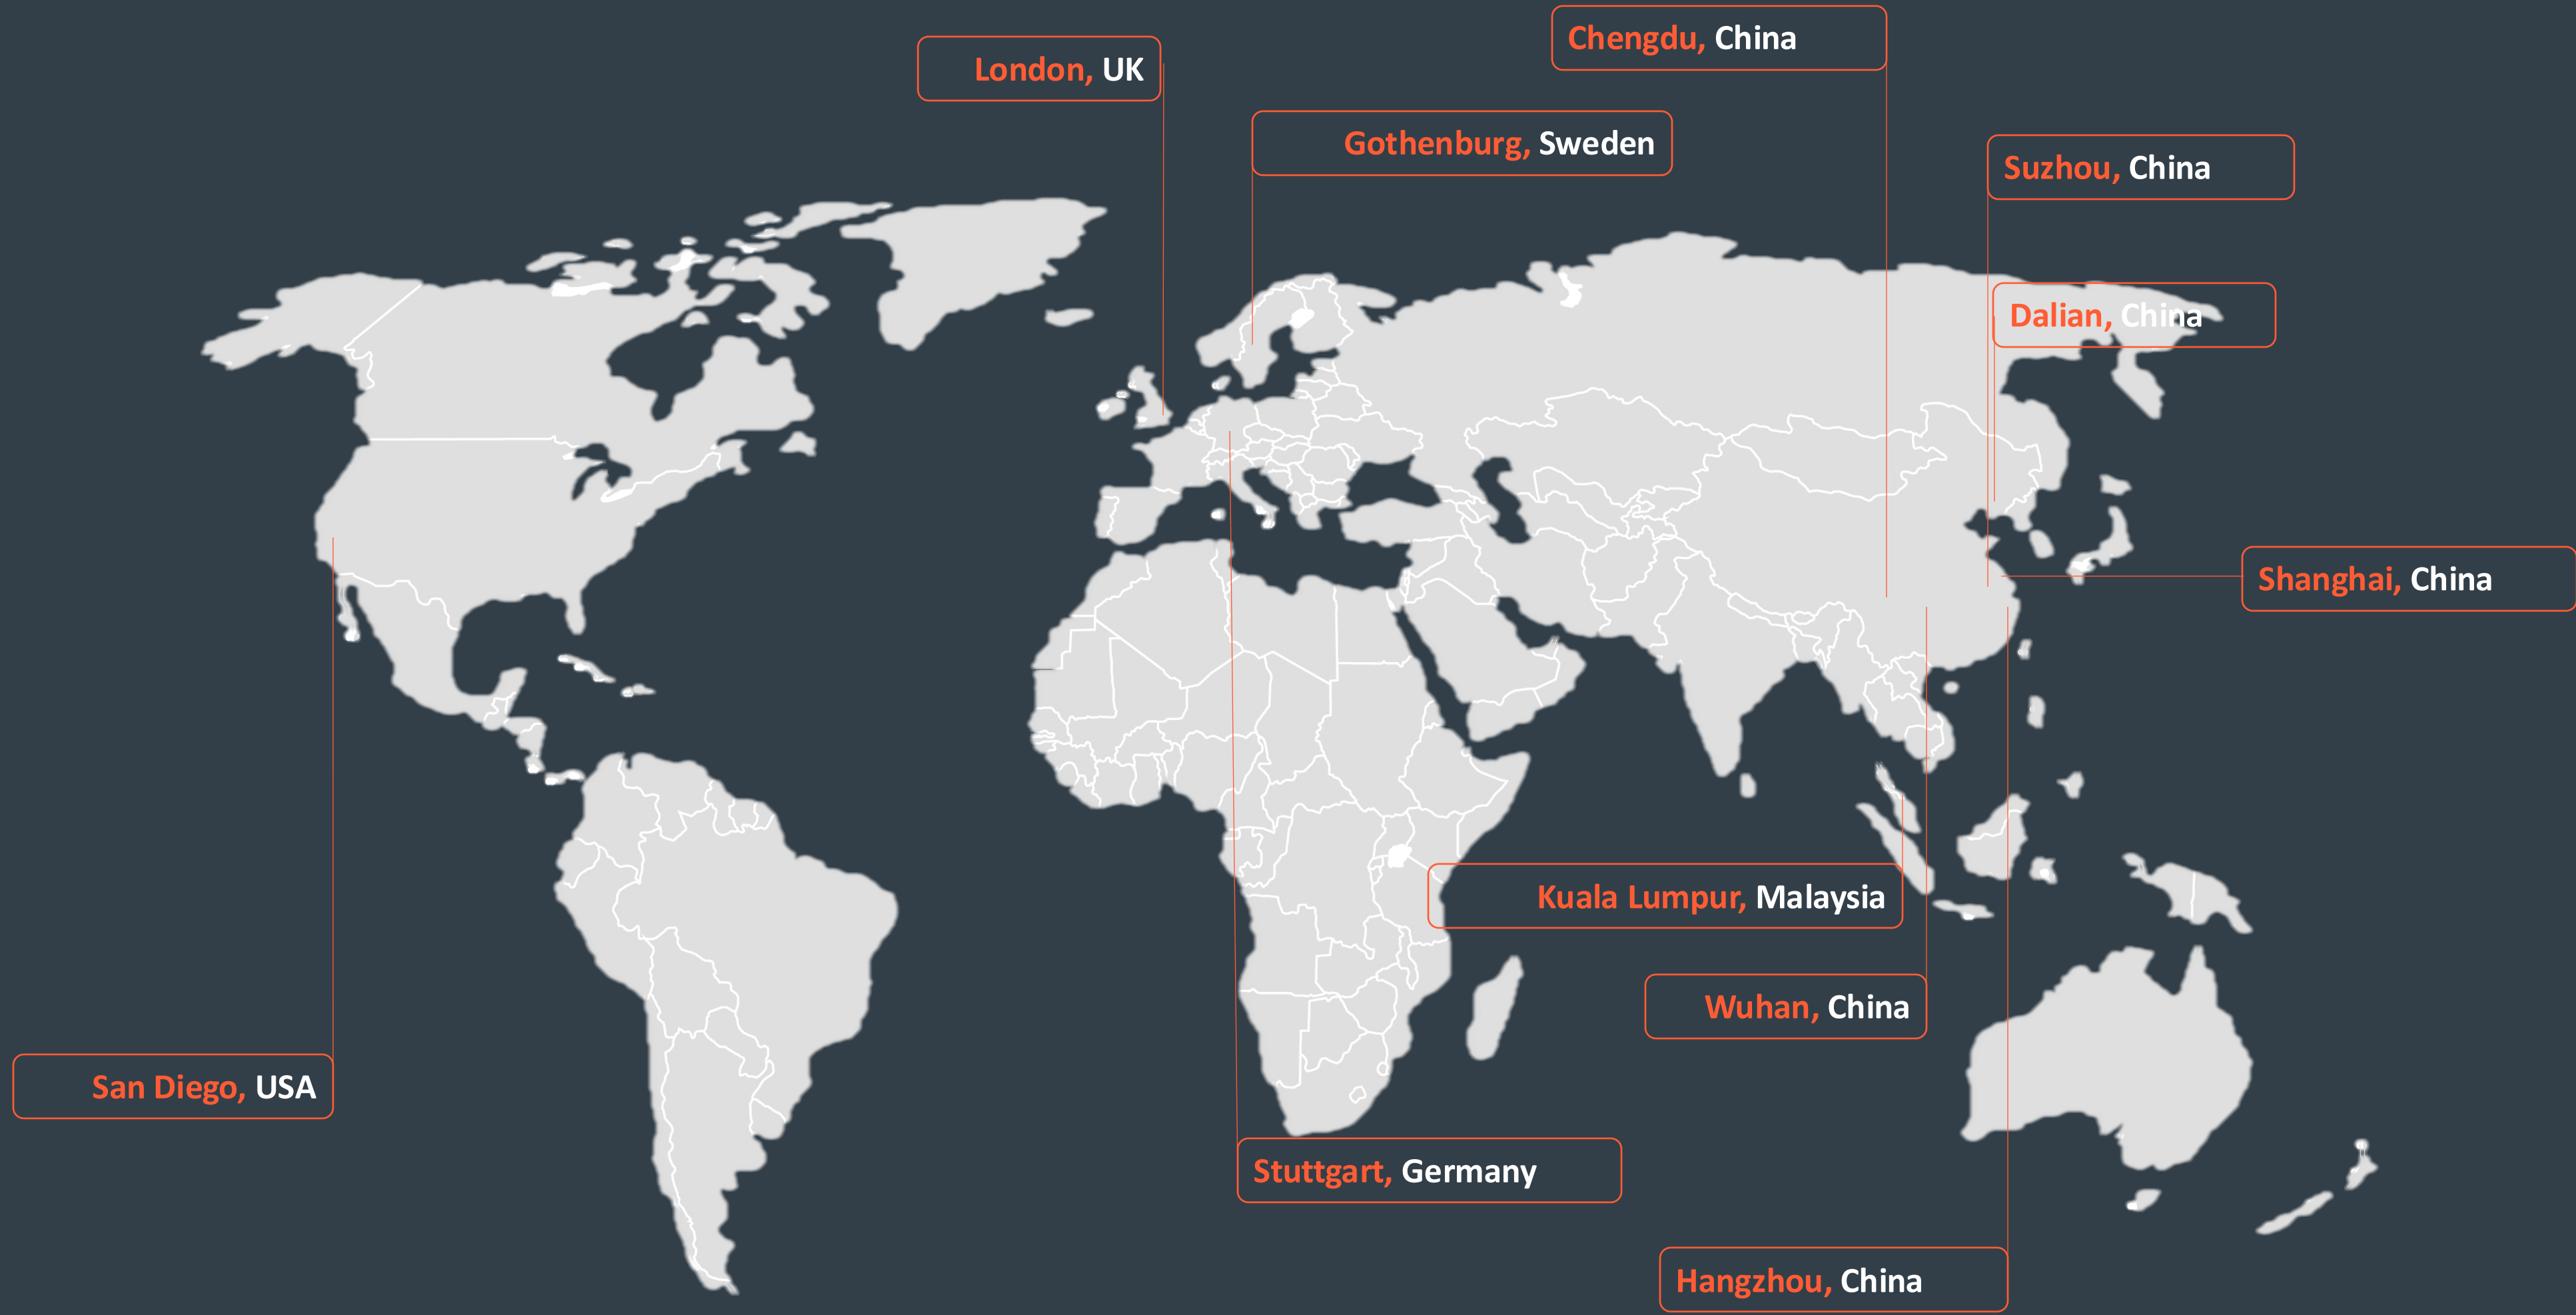 Chengdu, China
London, UK
Gothenburg, Sweden
Suzhou, China
Dalian, China
Shanghai, China
Kuala Lumpur, Malaysia
Wuhan, China
San Diego, USA
Stuttgart, Germany
Hangzhou, China